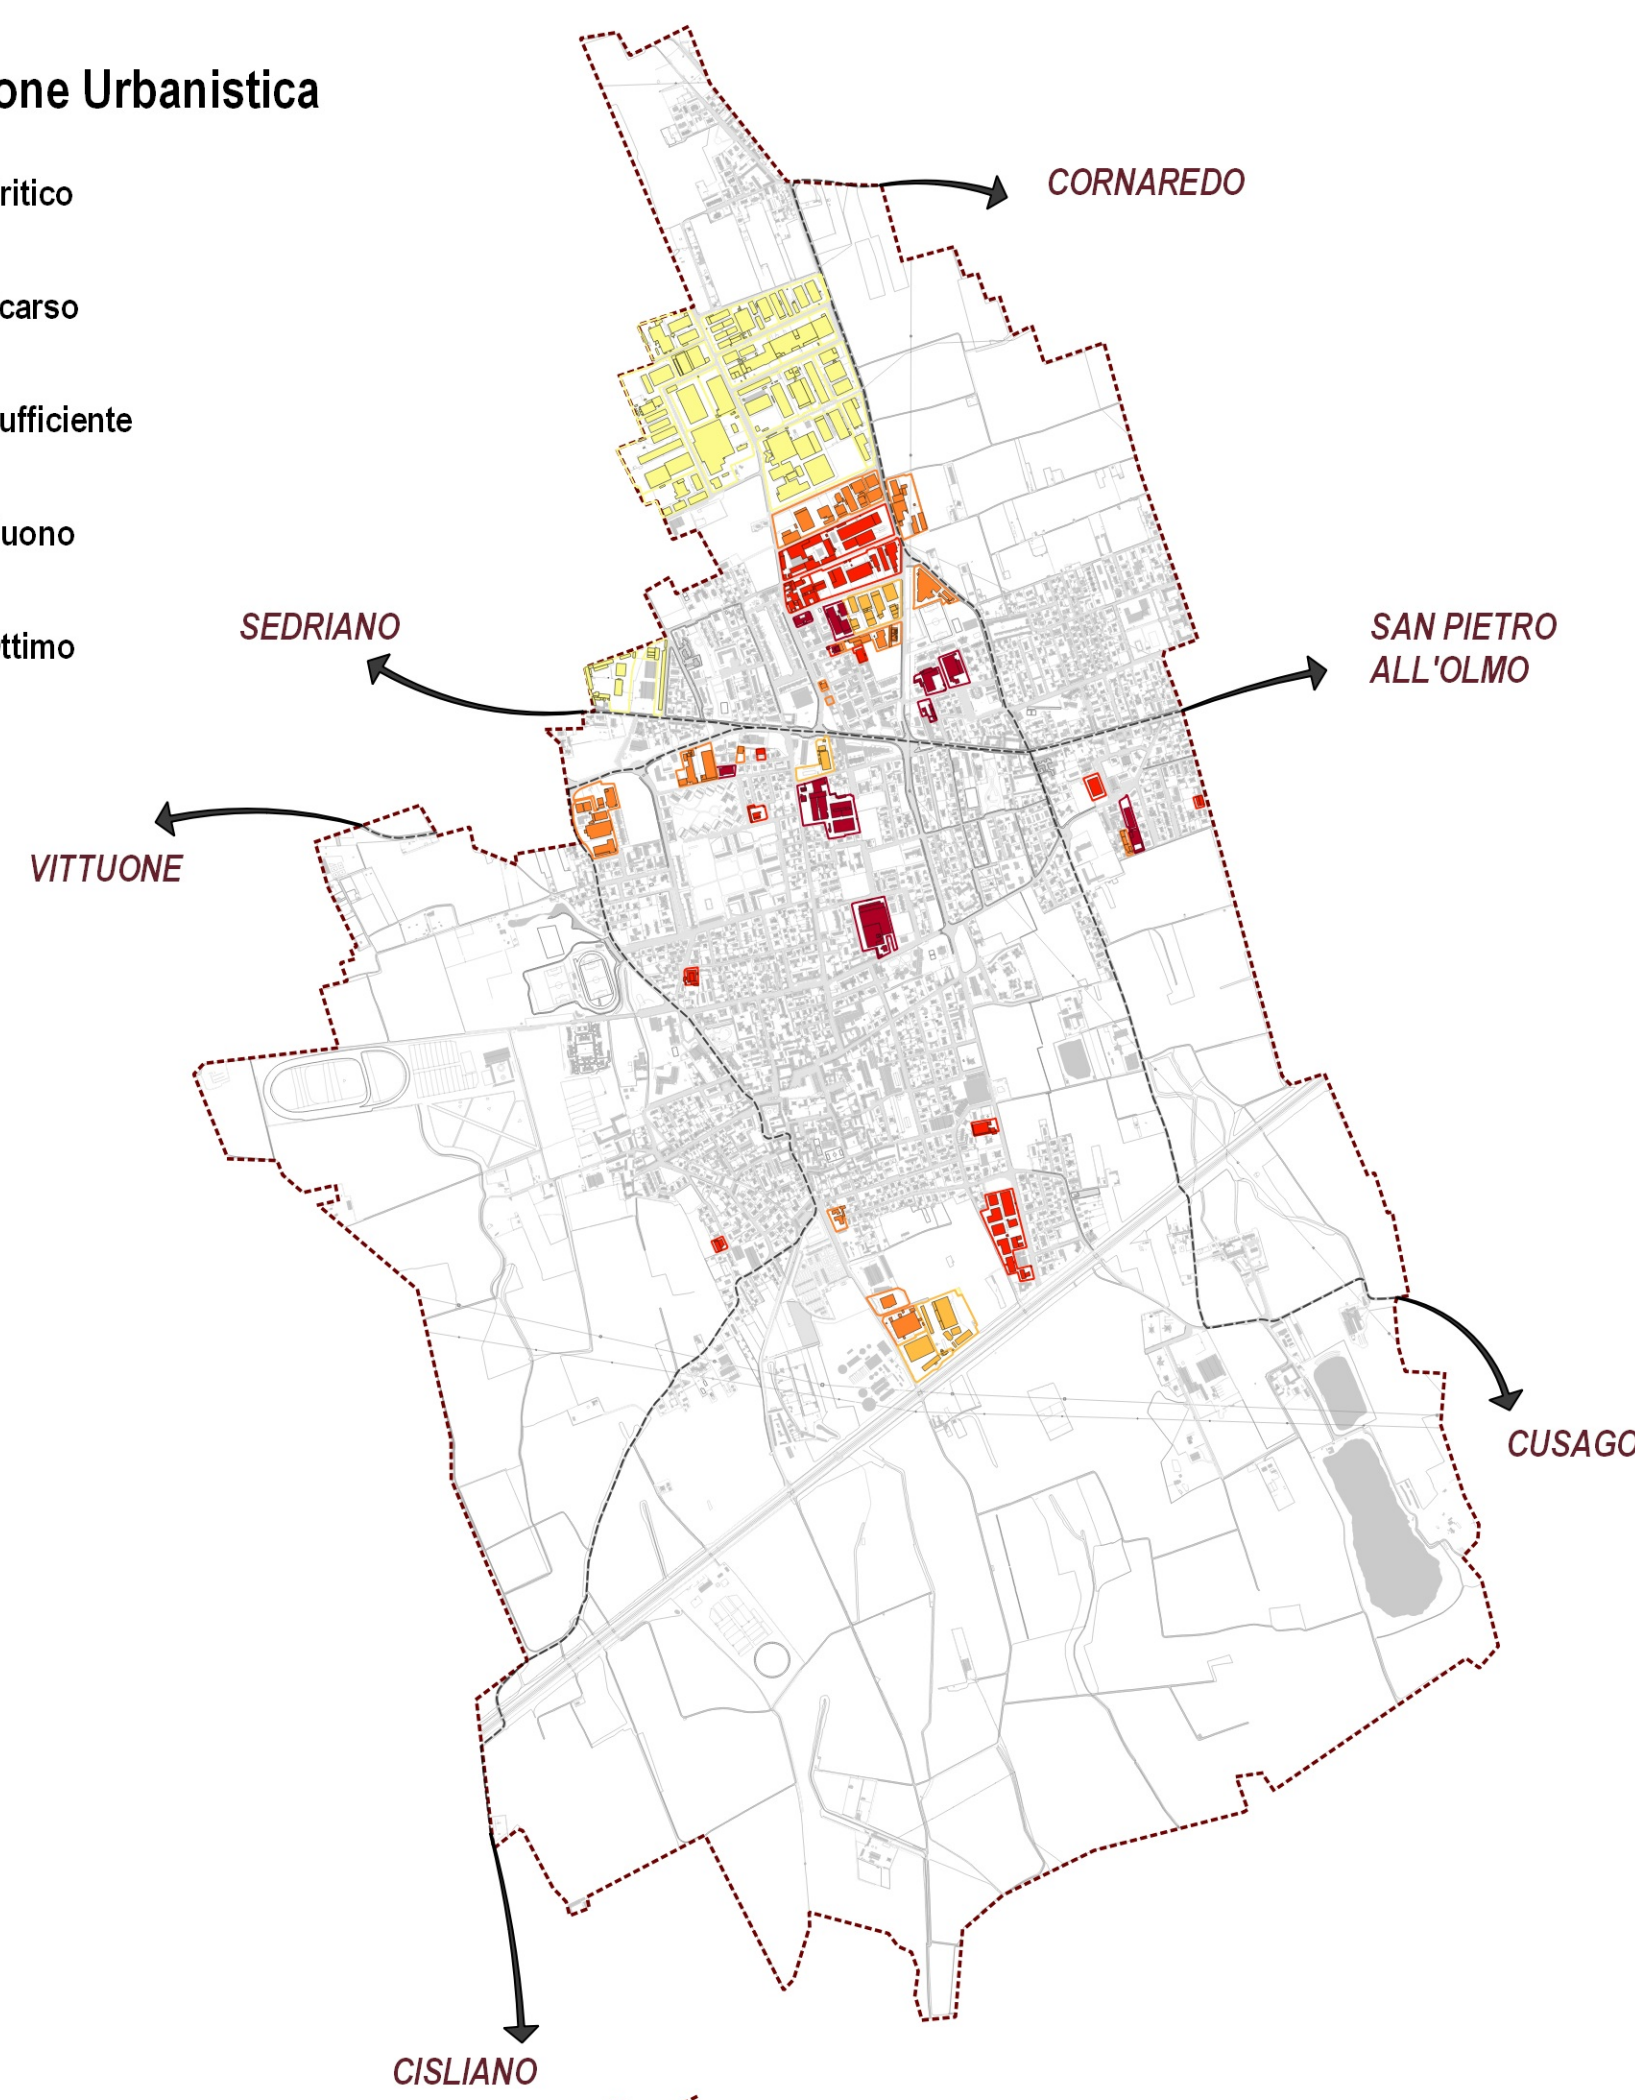 one Urbanistica
ritico
carso
ufficiente
uono
ttimo
CORNAREDO
SEDRIANO
SAN PIETRO
ALL'OLMO
VITTUONE
CUSAGO
CISLIANO